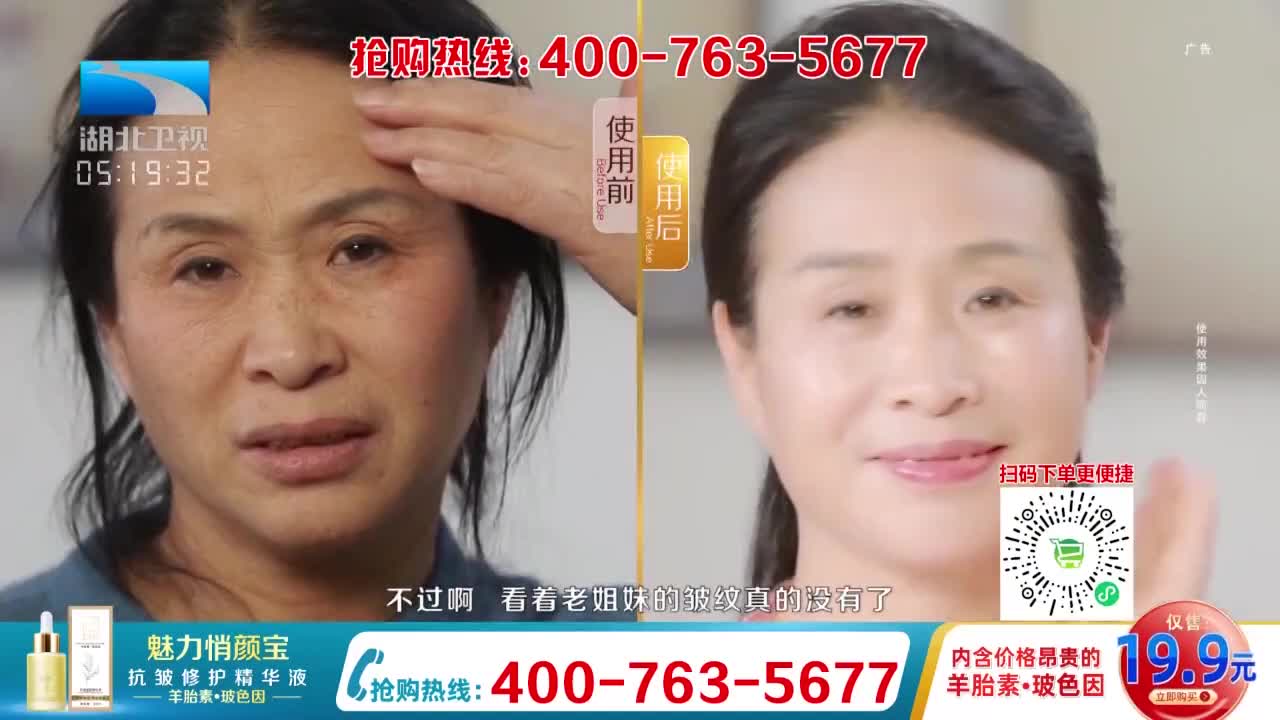 抢购热线:400-763-5677
广告
湖北卫视
05:19:32
使用前
Before Use
使用后
After Use
使用效果因人而异
扫码下单更便捷
不过啊 看着老姐妹的皱纹真的没有了
魅力悄颜宝
抗皱修护精华液
羊胎素•玻色因
抢购热线:400-763-5677
内含价格昂贵的
羊胎素•玻色因
仅售:
19.9元
立即购买